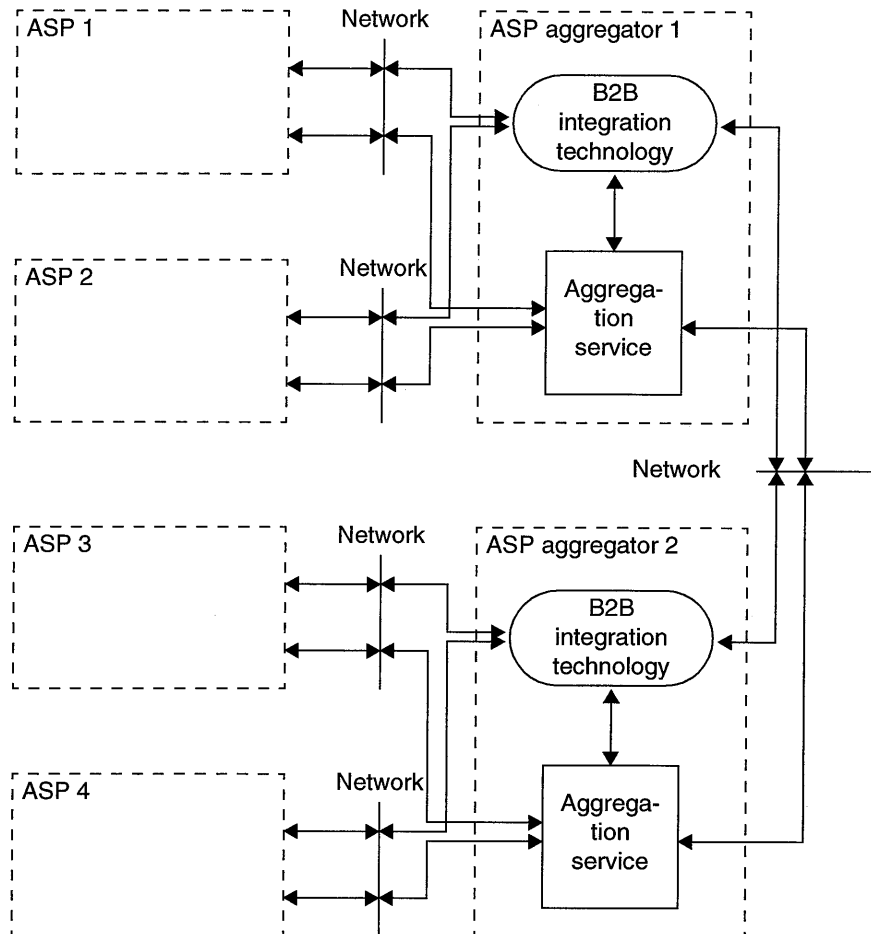 ASP 1
Network
ASP aggregator 1
B2B
integration
technology
ASP 2
Network
Aggrega-
tion
service
Network
ASP 3
Network
ASP aggregator 2
B2B
integration
technology
ASP 4
Network
Aggrega-
tion
service